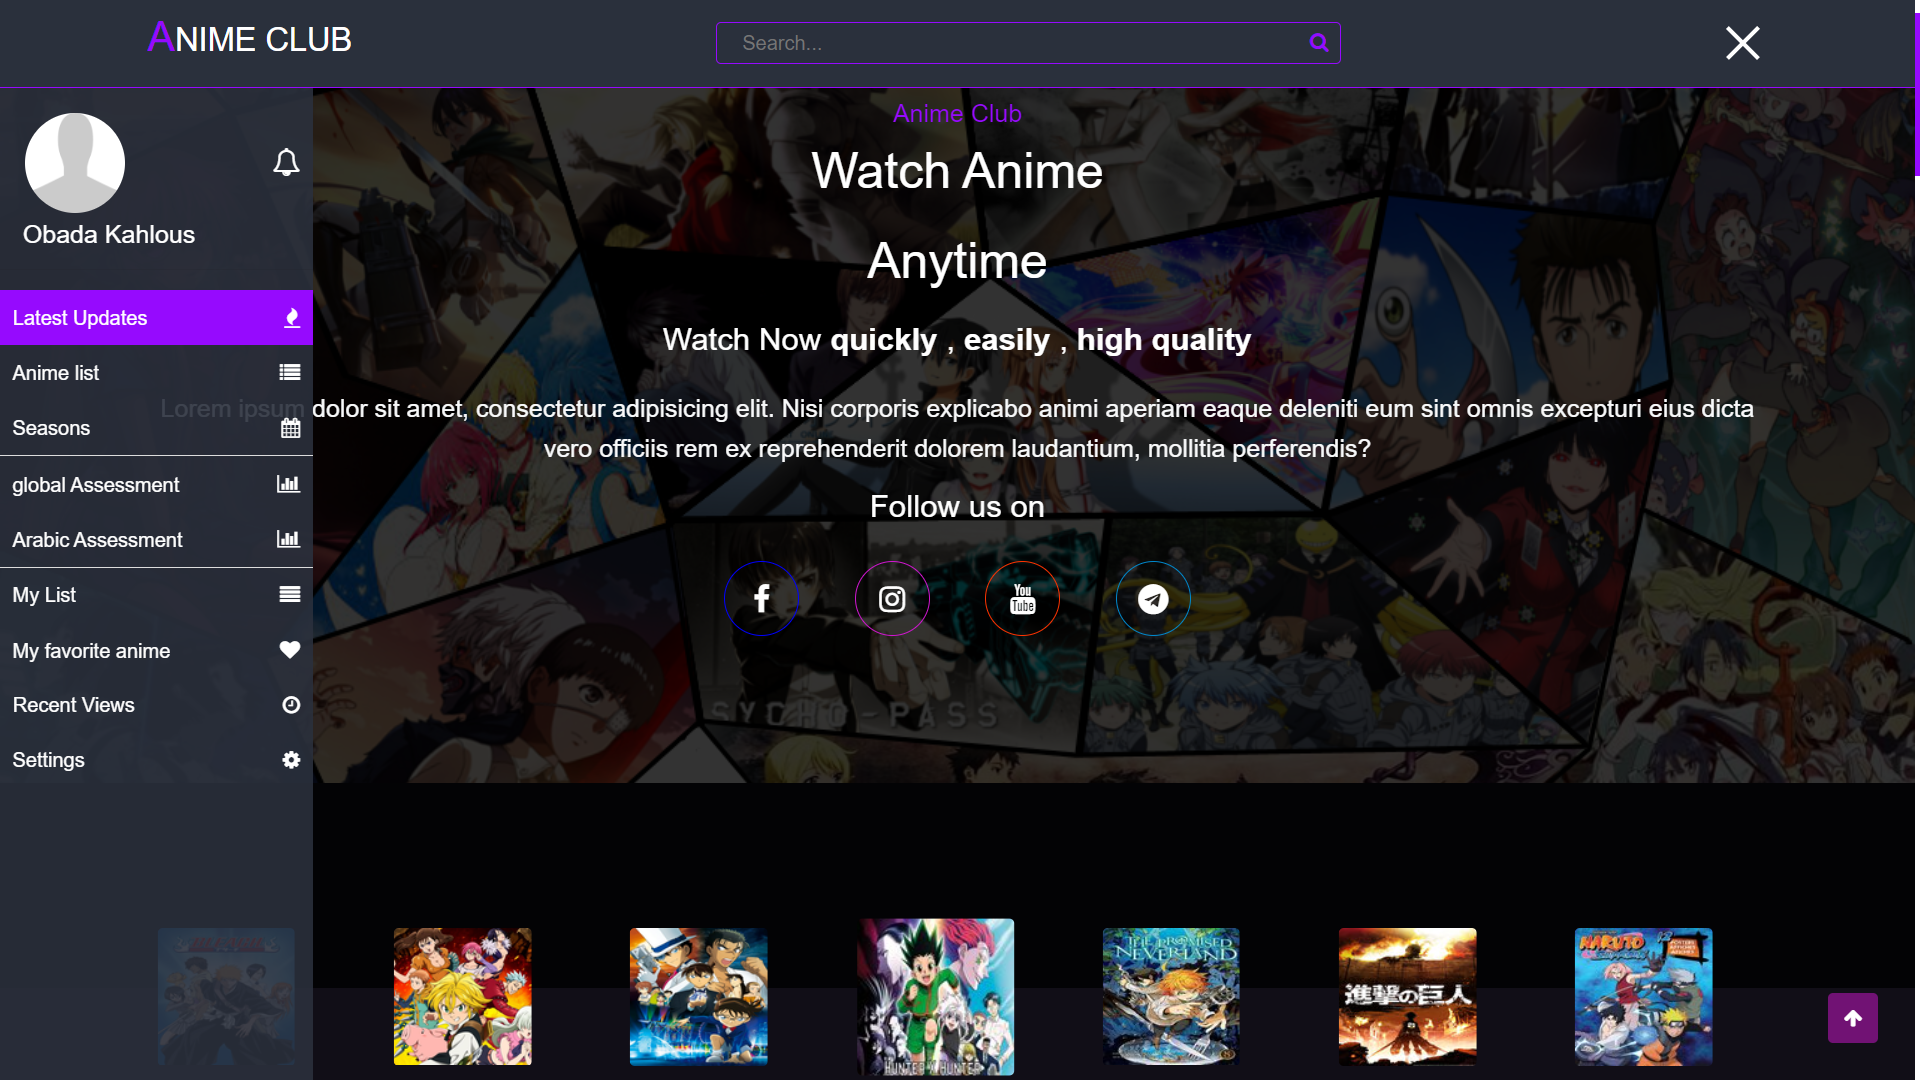 ANIME CLUB
Search...
Obada Kahlous
Latest Updates
Anime list
Seasons
global Assessment
Arabic Assessment
My List
My favorite anime
Recent Views
Settings
Anime Club
Watch Anime
Anytime
Watch Now quickly , easily , high quality
Lorem ipsum dolor sit amet, consectetur adipisicing elit. Nisi corporis explicabo animi aperiam eaque deleniti eum sint omnis excepturi eius dicta
vero officiis rem ex reprehenderit dolorem laudantium, mollitia perferendis?
Follow us on
You
Tube
SYCHO-PASS
BLEACH
HUNTER X HUNTER
THE PROMISED
NEVERLAND
進撃の巨人
NARUTO